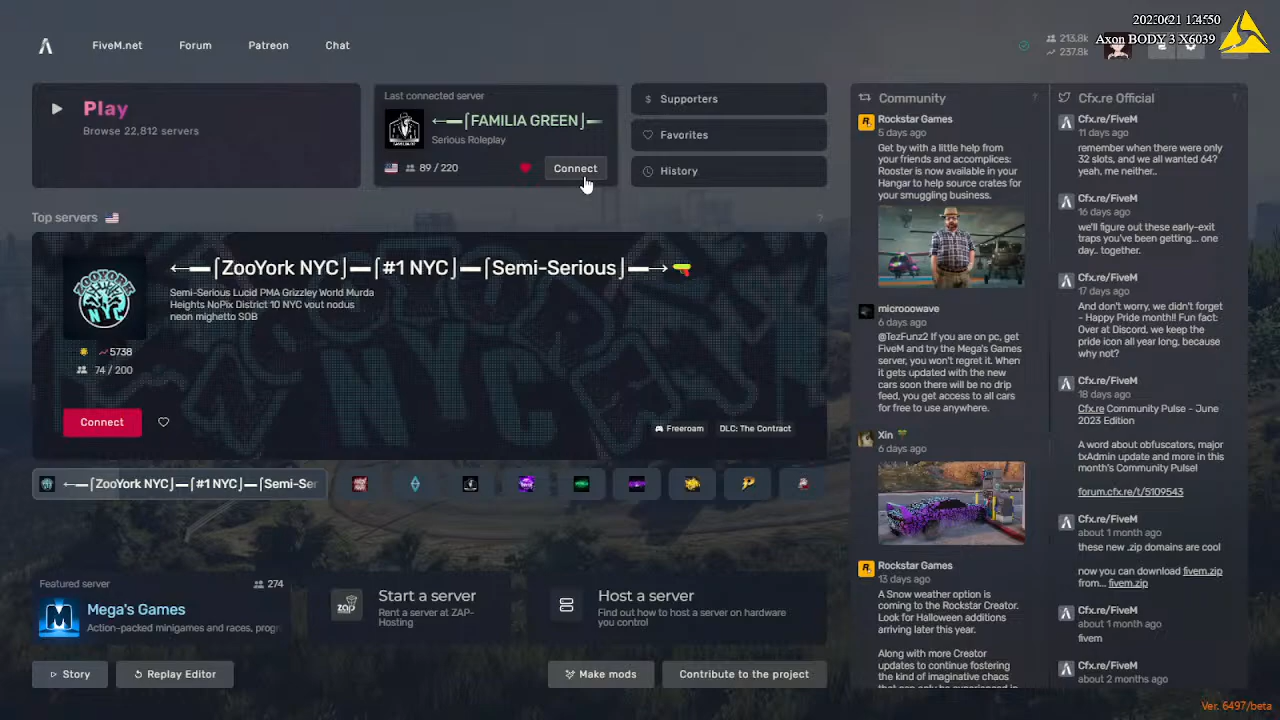 FiveM.net
Forum
Patreon
Chat
213.8k
237.8k
2023:06:21 12:45:50
Axon BODY 3 X6039
Play
Browse 22,812 servers
Last connected server
←—⌈FAMILIA GREEN⌋—
Serious Roleplay
89 / 220
Connect
$ Supporters
Favorites
History
Top servers
?
←—⌈ZooYork NYC⌋—⌈#1 NYC⌋—⌈Semi-Serious⌋—→
Semi-Serious Lucid PMA Grizzley World Murda
Heights NoPix District 10 NYC vout nodus
neon mighetto SOB
5738
74 / 200
Connect
Freeroam
DLC: The Contract
←—⌈ZooYork NYC⌋—⌈#1 NYC⌋—⌈Semi-Ser
Featured server
274
Mega's Games
Action-packed minigames and races, progr
Start a server
Rent a server at ZAP-
Hosting
Host a server
Find out how to host a server on hardware
you control
Story
Replay Editor
Make mods
Contribute to the project
Community
Rockstar Games
5 days ago
Get by with a little help from
your friends and accomplices:
Rooster is now available in your
Hangar to help source crates for
your smuggling business.
microoowave
6 days ago
@TezFunz2 If you are on pc, get
FiveM and try the Mega's Games
server, you won't regret it. When
it gets updated with the new
cars soon there will be no drip
feed, you get access to all cars
for free to use anywhere.
Xin
6 days ago
Rockstar Games
13 days ago
A Snow weather option is
coming to the Rockstar Creator.
Look for Halloween additions
arriving later this year.
Along with more Creator
updates to continue fostering
the kind of imaginative chaos
Cfx.re Official
Cfx.re/FiveM
11 days ago
remember when there were only
32 slots, and we all wanted 64?
yeah, me neither..
Cfx.re/FiveM
16 days ago
we'll figure out these early-exit
traps you've been getting... one
day.. together.
Cfx.re/FiveM
17 days ago
And don't worry, we didn't forget
- Happy Pride month!! Fun fact:
Over at Discord, we keep the
pride icon all year long, because
why not?
Cfx.re/FiveM
18 days ago
Cfx.re Community Pulse - June
2023 Edition
A word about obfuscators, major
txAdmin update and more in this
month's Community Pulse!
forum.cfx.re/t/5109543
Cfx.re/FiveM
about 1 month ago
these new .zip domains are cool
now you can download fivem.zip
from... fivem.zip
Cfx.re/FiveM
about 1 month ago
fivem
Cfx.re/FiveM
about 2 months ago
Ver. 6497/beta